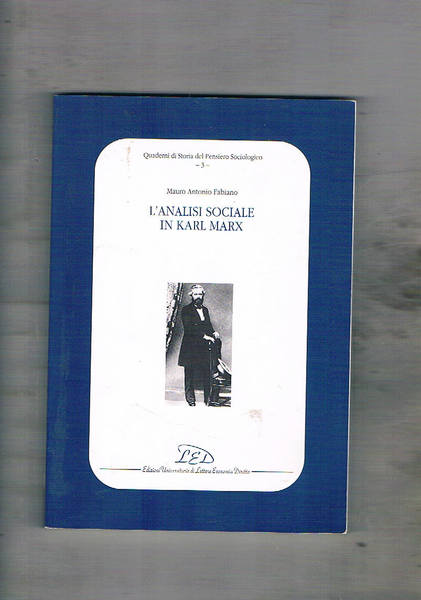 Quaderni di Storia del Pensiero Sociologico
– 3 –
Mauro Antonio Fabiano
L'ANALISI SOCIALE
IN KARL MARX
LED
Edizioni Universitarie di Lettere Economia Diritto